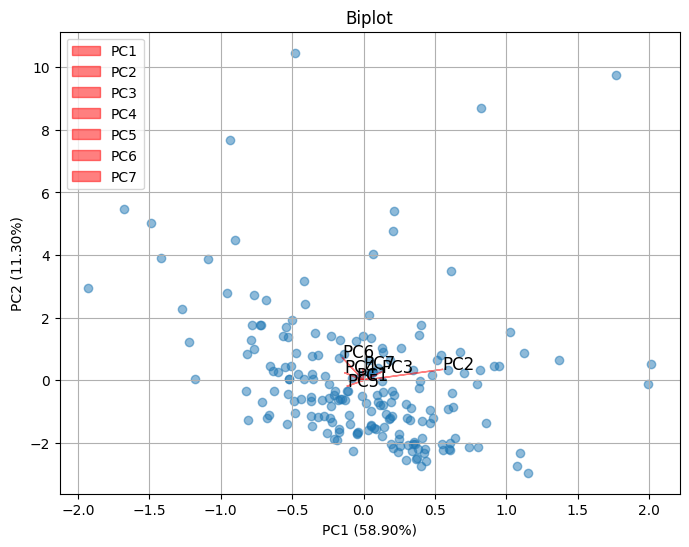 Biplot
PC1
PC2
PC3
PC4
PC5
PC6
PC7
10
8
6
4
2
0
−2
PC2 (11.30%)
PC6
PC7
PC4
PC3
PC2
PC1
PC5
−2.0
−1.5
−1.0
−0.5
0.0
0.5
1.0
1.5
2.0
PC1 (58.90%)